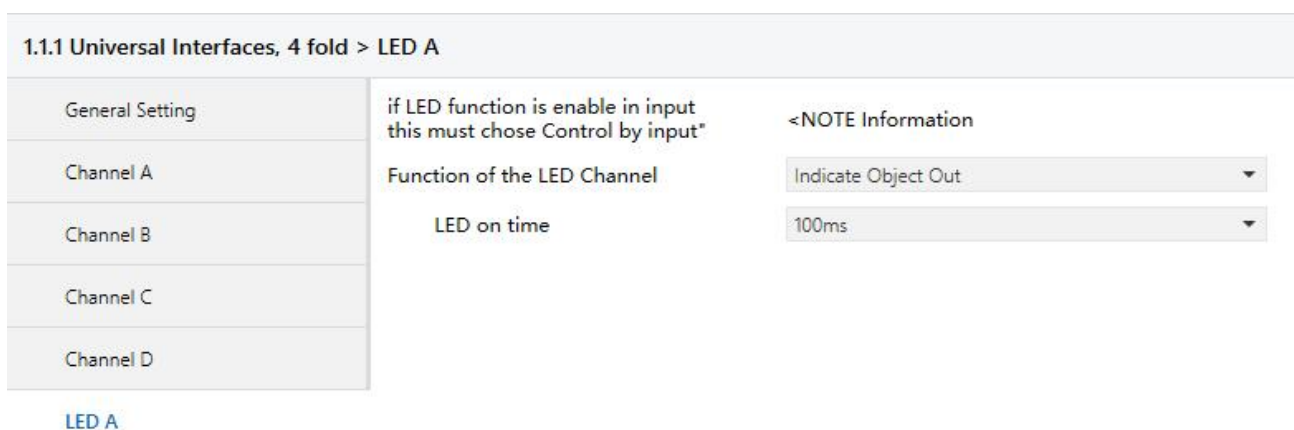 1.1.1 Universal Interfaces, 4 fold > LED A
General Setting
Channel A
Channel B
Channel C
Channel D
LED A
if LED function is enable in input
this must chose Control by input"
<NOTE Information
Function of the LED Channel
Indicate Object Out
LED on time
100ms